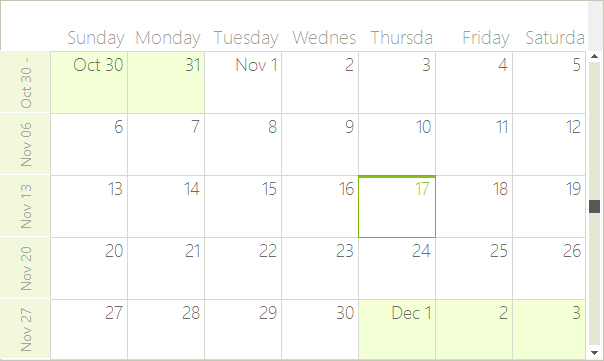 Sunday Monday Tuesday Wednes Thursda Friday Saturda
Oct 30 - Oct 30 31 Nov 1 2 3 4 5
Nov 06 6 7 8 9 10 11 12
Nov 13 13 14 15 16 17 18 19
Nov 20 20 21 22 23 24 25 26
Nov 27 27 28 29 30 Dec 1 2 3